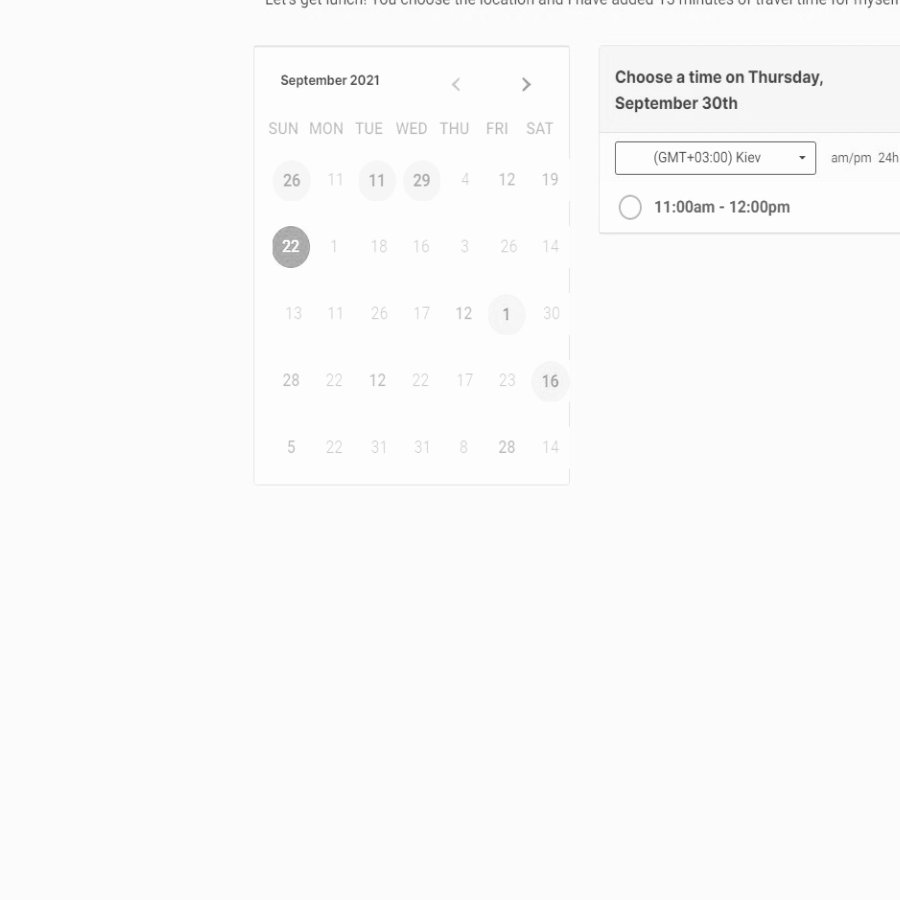 Let's get lunch! You choose the location and I have added 15 minutes of travel time for myself
September 2021
SUN MON TUE WED THU FRI SAT
26 11 11 29 4 12 19
22 1 18 16 3 26 14
13 11 26 17 12 1 30
28 22 12 22 17 23 16
5 22 31 31 8 28 14
Choose a time on Thursday,
September 30th
(GMT+03:00) Kiev am/pm 24h
11:00am - 12:00pm